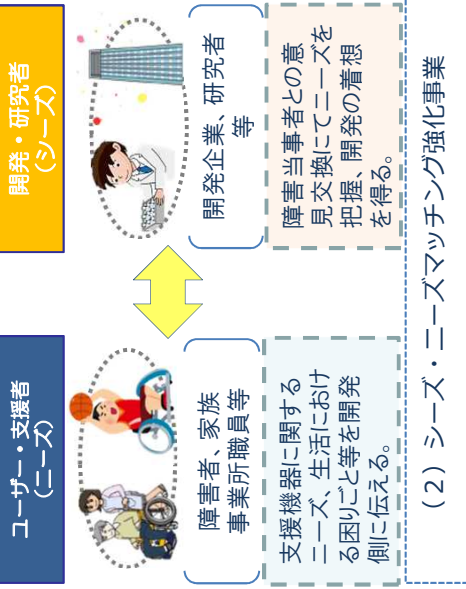 ユーザー・支援者
（ニーズ）
障害者、家族
事業所職員等
支援機器に関する
ニーズ、生活におけ
る困りごと等を開発
側に伝える。
開発・研究者
（シーズ）
開発企業、研究者
等
障害当事者との意
見交換にてニーズを
把握、開発の着想
を得る。
（２）シーズ・ニーズマッチング強化事業